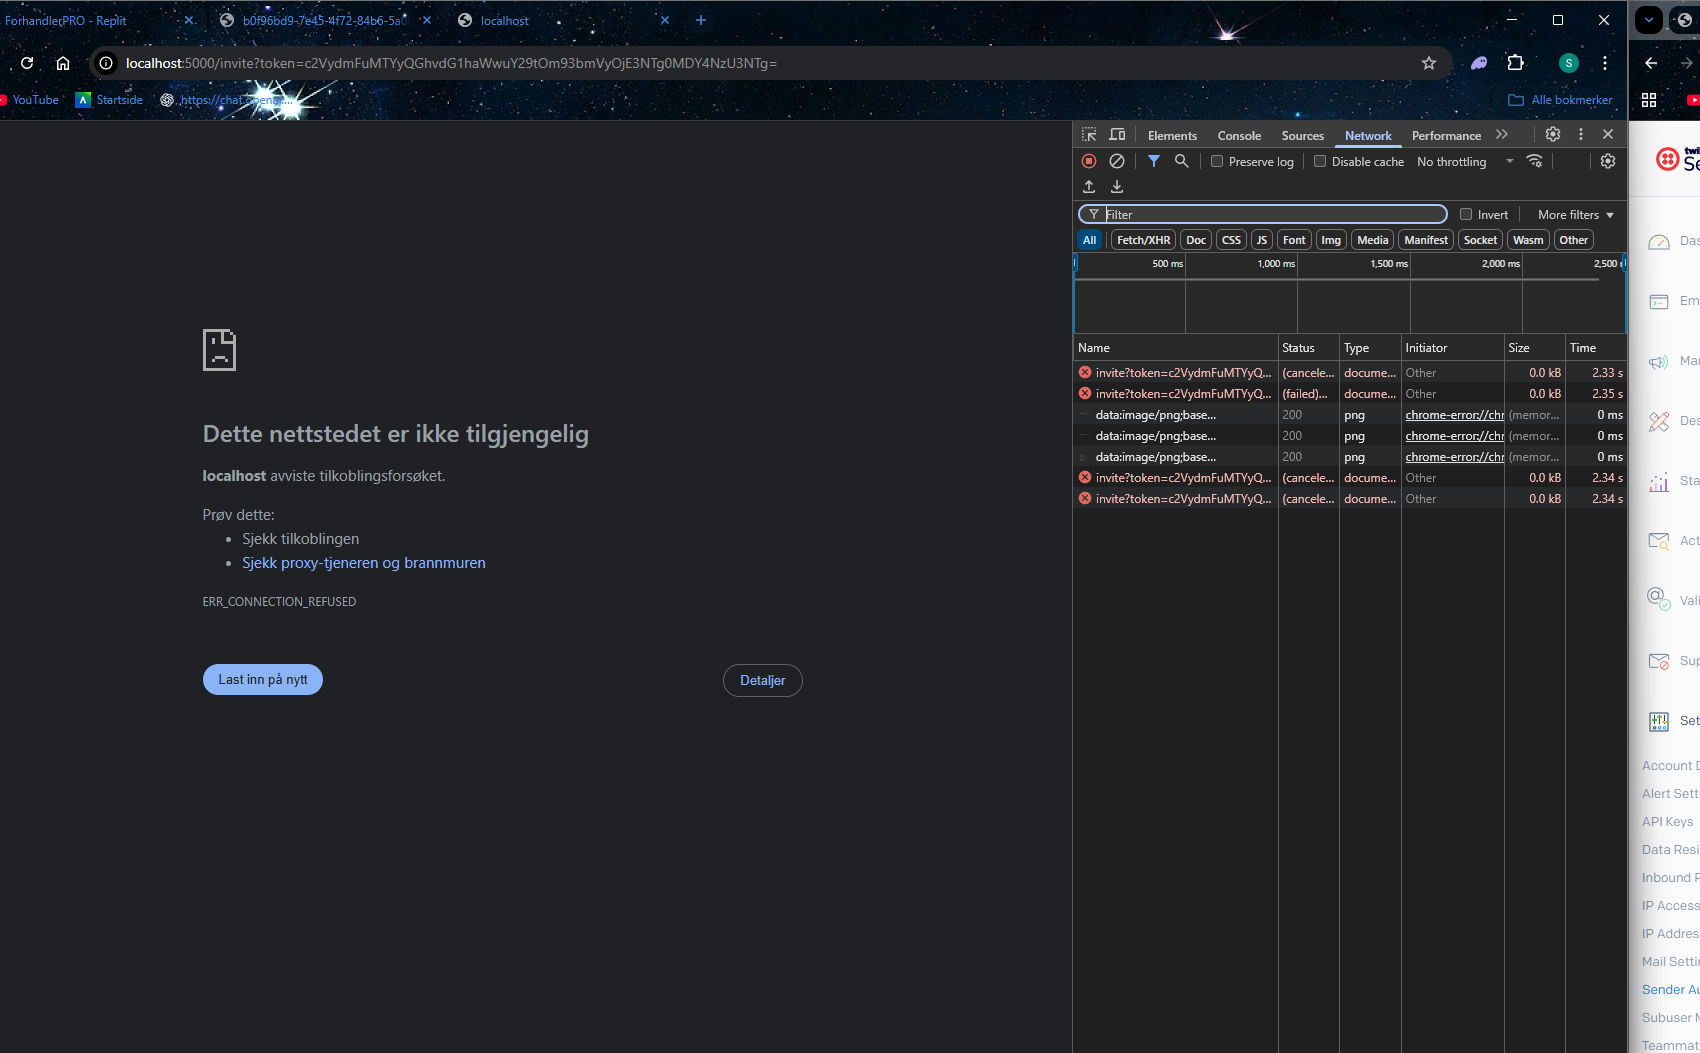 ForhandlerPRO - Replit
b0f96bd9-7e45-4f72-84b6-5a0
localhost
localhost:5000/invite?token=c2VydmFuMTYyQGhvdG1haWwuY29tOm93bmVyOjE3NTg0MDY4NzU3NTg=
S
YouTube
Startside
https://chat.openai....
Alle bokmerker
Elements
Console
Sources
Network
Performance
Preserve log
Disable cache
No throttling
Filter
Invert
More filters
All
Fetch/XHR
Doc
CSS
JS
Font
Img
Media
Manifest
Socket
Wasm
Other
500 ms
1,000 ms
1,500 ms
2,000 ms
2,500
Name Status Type Initiator Size Time
invite?token=c2VydmFuMTYyQ... (cancele... docume... Other 0.0 kB 2.33 s
invite?token=c2VydmFuMTYyQ... (failed)... docume... Other 0.0 kB 2.35 s
data:image/png;base... 200 png chrome-error://chr (memor... 0 ms
data:image/png;base... 200 png chrome-error://chr (memor... 0 ms
data:image/png;base... 200 png chrome-error://chr (memor... 0 ms
invite?token=c2VydmFuMTYyQ... (cancele... docume... Other 0.0 kB 2.34 s
invite?token=c2VydmFuMTYyQ... (cancele... docume... Other 0.0 kB 2.34 s
Dette nettstedet er ikke tilgjengelig
localhost avviste tilkoblingsforsøket.
Prøv dette:
Sjekk tilkoblingen
Sjekk proxy-tjeneren og brannmuren
ERR_CONNECTION_REFUSED
Last inn på nytt
Detaljer
twi
Se
Das
Em
Mar
Des
Sta
Act
Vali
Sup
Set
Account D
Alert Sett
API Keys
Data Resi
Inbound P
IP Access
IP Addres
Mail Settin
Sender Au
Subuser M
Teammat